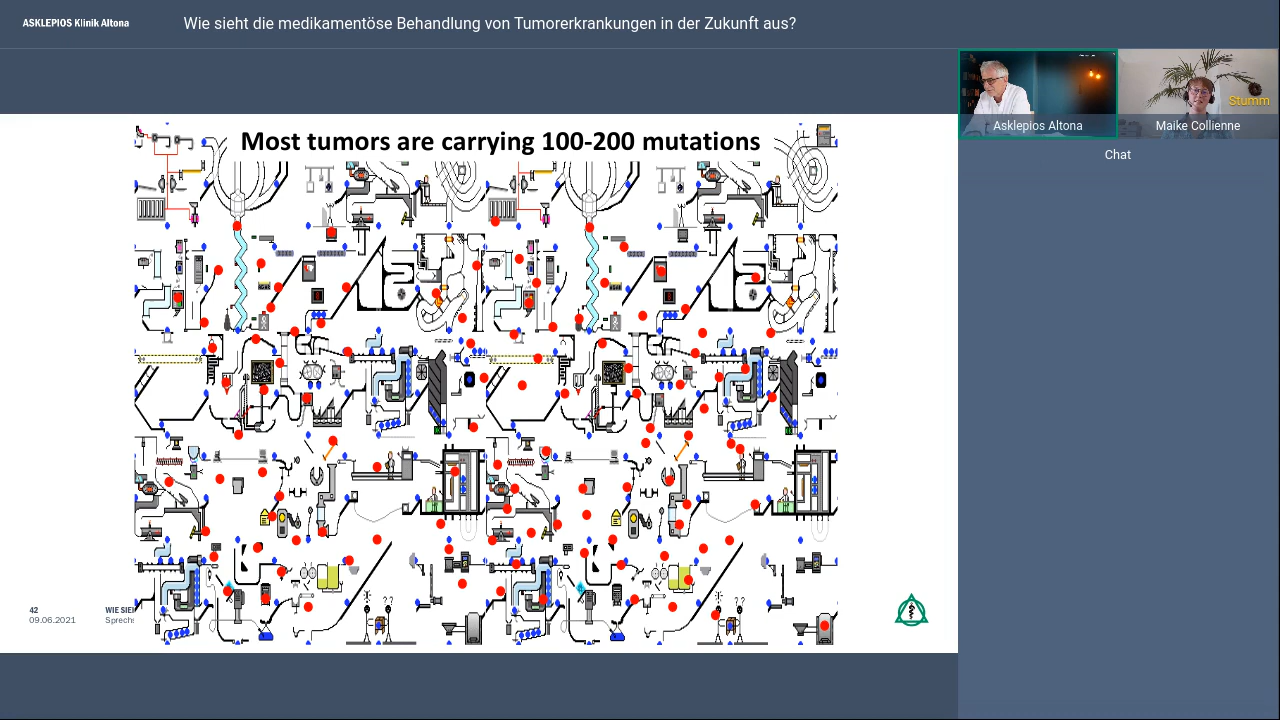 ASKLEPIOS Klinik Altona
Wie sieht die medikamentöse Behandlung von Tumorerkrankungen in der Zukunft aus?
Stumm
Asklepios Altona
Maike Collienne
Chat
Most tumors are carrying 100-200 mutations
42
WIE SIE
09.06.2021
Sprech
? ?
? ?